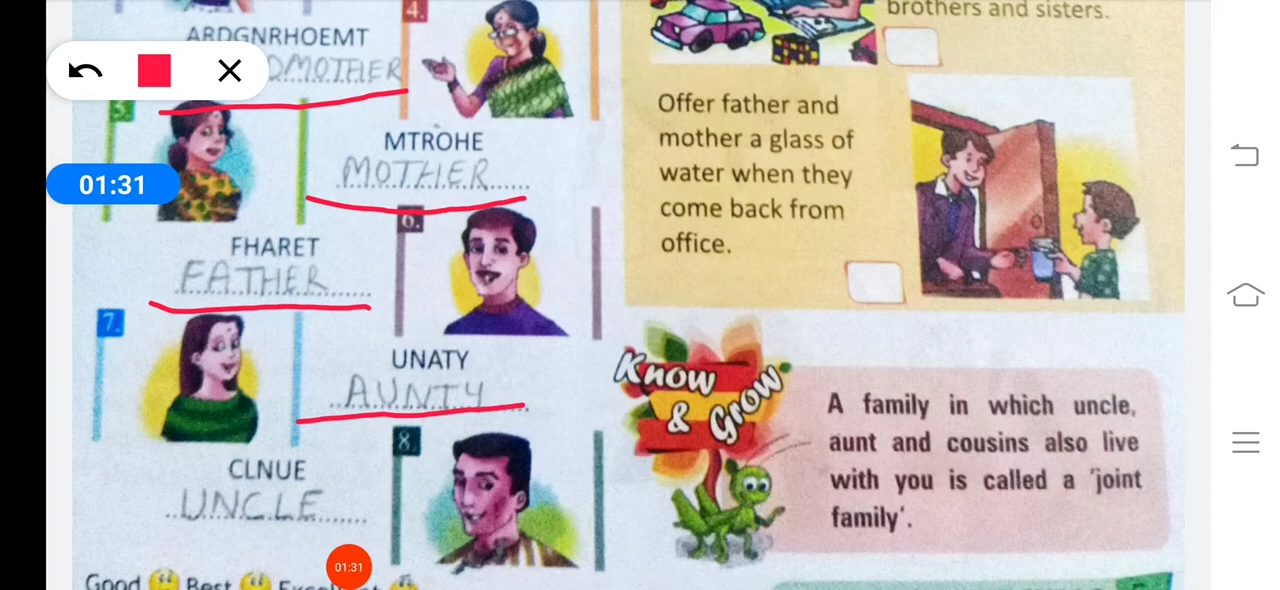 4.
ARDGNRHOEMT
DMOTHER
5.
MTROHE
MOTHER
01:31
6.
FHARET
FATHER
7.
UNATY
AUNTY
8.
CLNUE
UNCLE
01:31
Good Best Excellent
brothers and sisters.
Offer father and
mother a glass of
water when they
come back from
office.
Know
& Grow
A family in which uncle,
aunt and cousins also live
with you is called a 'joint
family'.